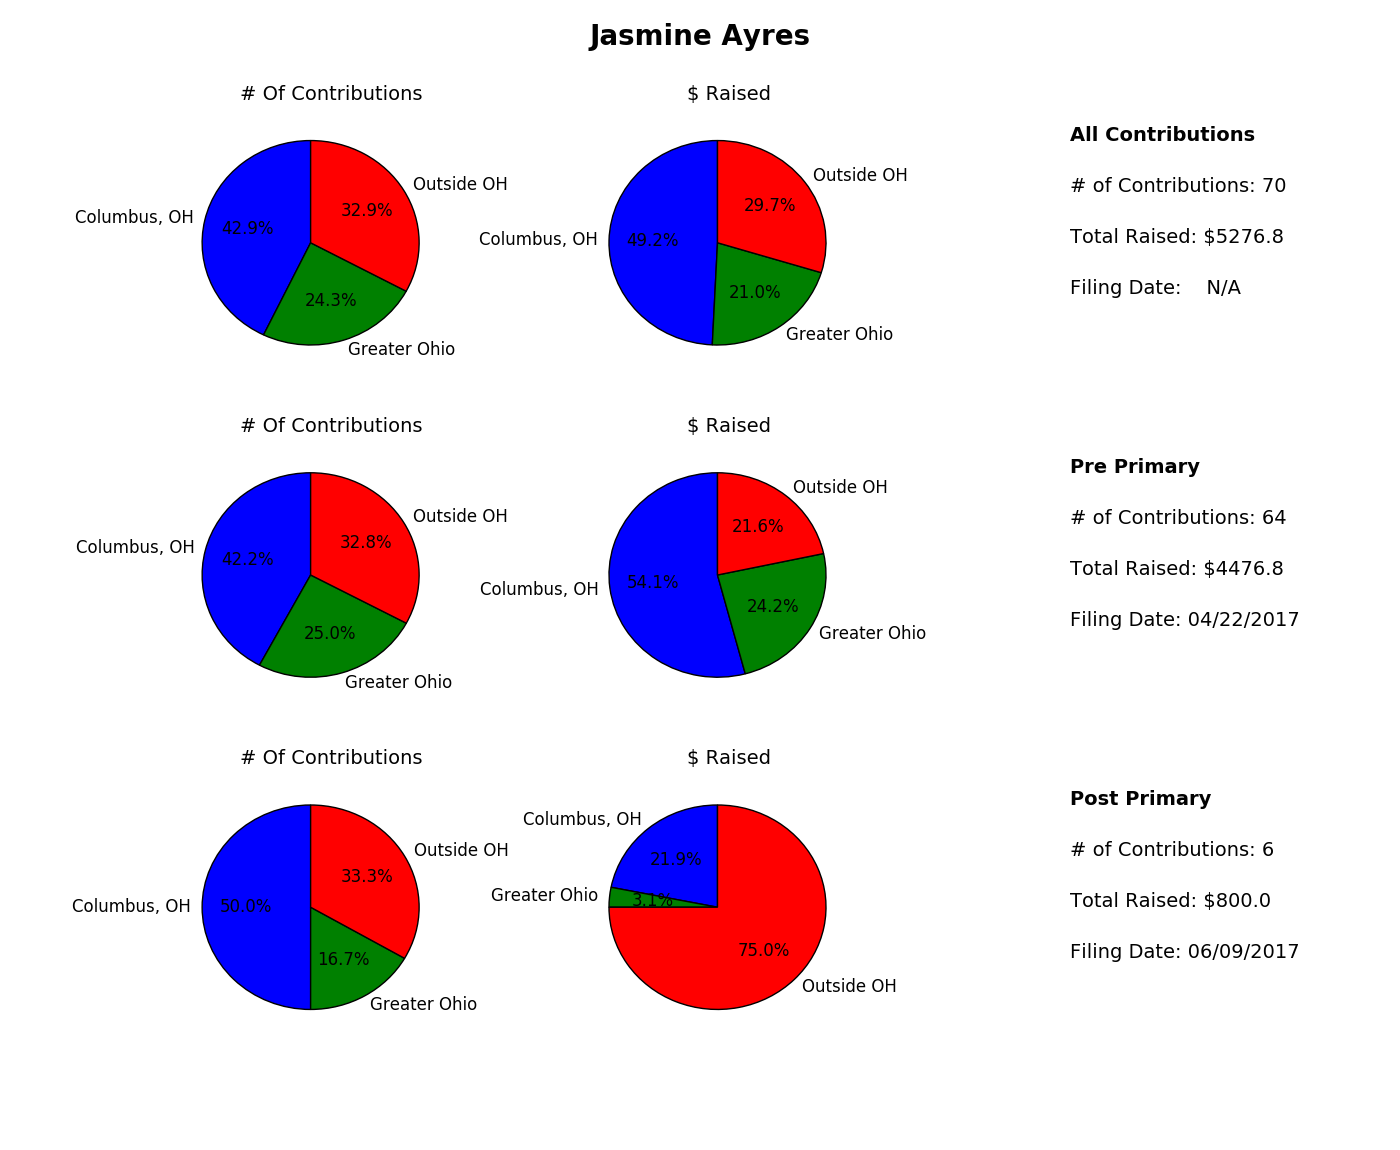 Jasmine Ayres
# Of Contributions
$ Raised
Columbus, OH
42.9%
Outside OH
32.9%
24.3%
Greater Ohio
Columbus, OH
49.2%
Outside OH
29.7%
21.0%
Greater Ohio
All Contributions
# of Contributions: 70
Total Raised: $5276.8
Filing Date: N/A
# Of Contributions
$ Raised
Columbus, OH
42.2%
Outside OH
32.8%
25.0%
Greater Ohio
Columbus, OH
54.1%
Outside OH
21.6%
24.2%
Greater Ohio
Pre Primary
# of Contributions: 64
Total Raised: $4476.8
Filing Date: 04/22/2017
# Of Contributions
$ Raised
Columbus, OH
50.0%
Outside OH
33.3%
16.7%
Greater Ohio
Columbus, OH
21.9%
Greater Ohio
3.1%
75.0%
Outside OH
Post Primary
# of Contributions: 6
Total Raised: $800.0
Filing Date: 06/09/2017